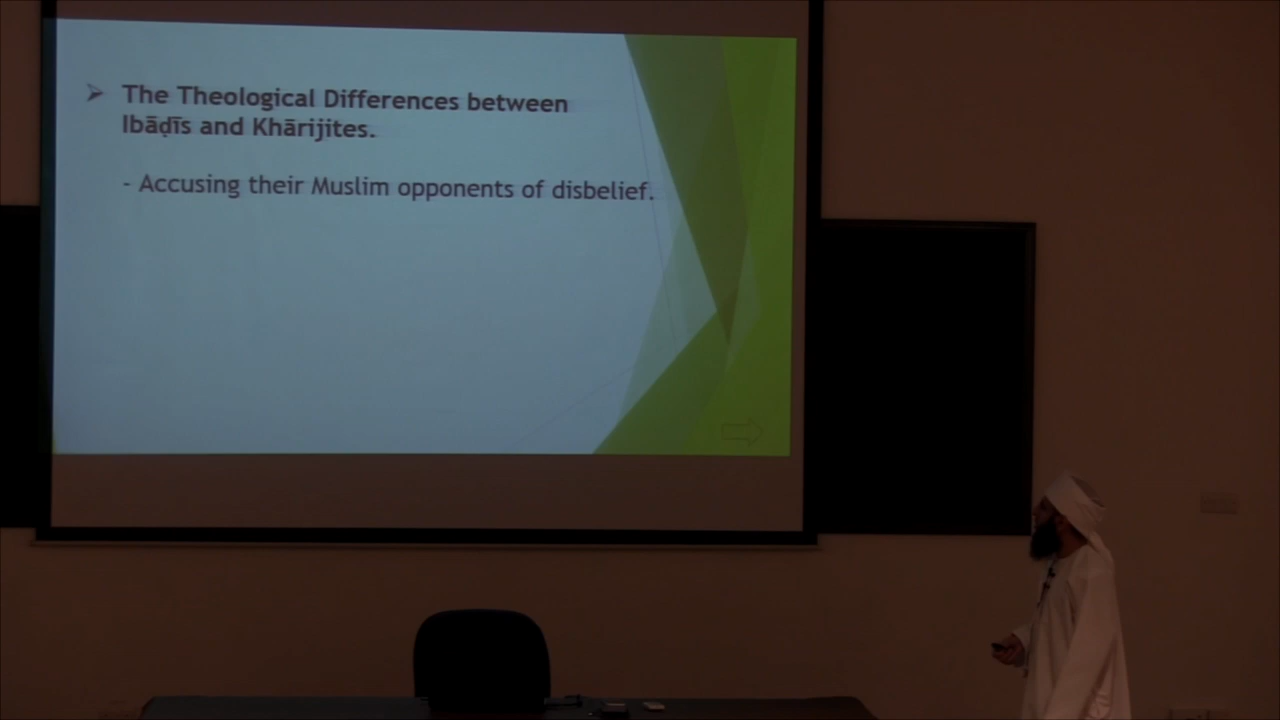 The Theological Differences between
Ibāḍīs and Khārijites.
- Accusing their Muslim opponents of disbelief.